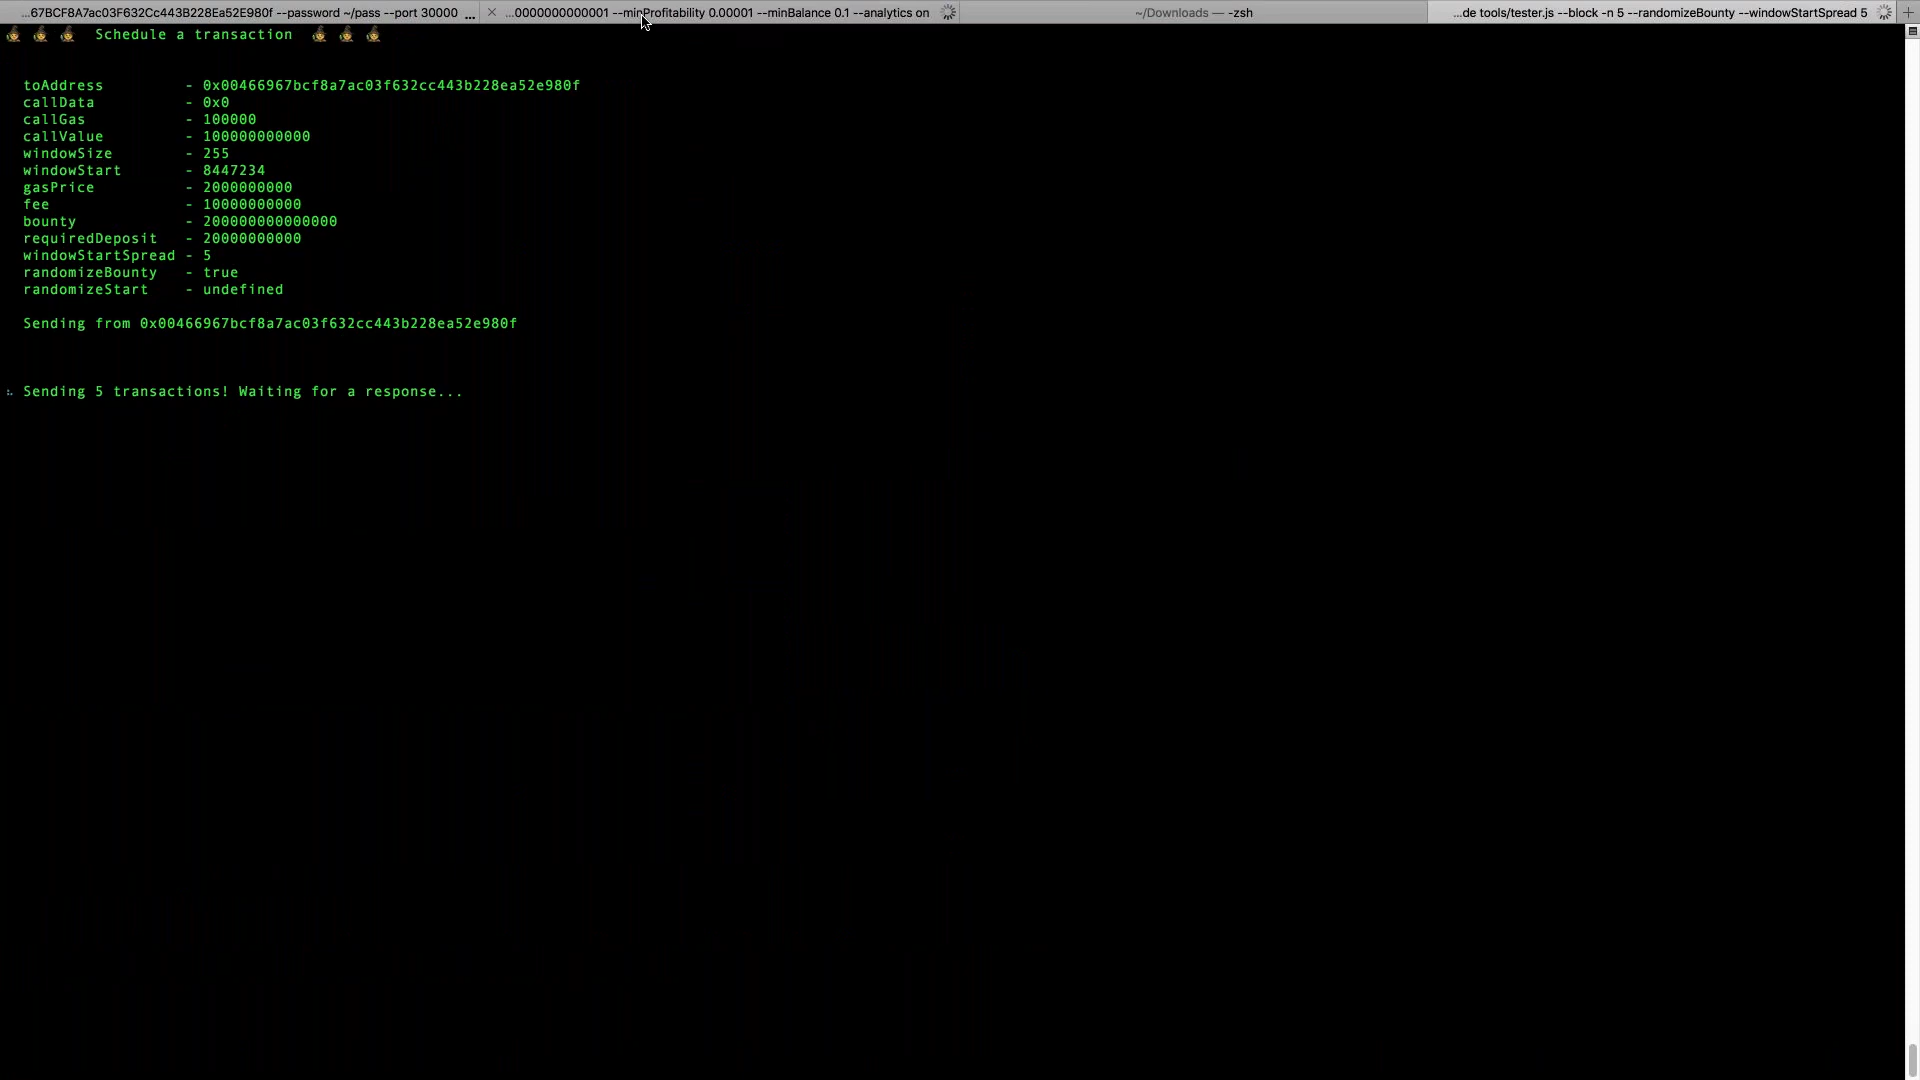 ...67BCF8A7ac03F632Cc443B228Ea52E980f --password ~/pass --port 30000 ...
...0000000000001 --minProfitability 0.00001 --minBalance 0.1 --analytics on
~/Downloads — -zsh
...de tools/tester.js --block -n 5 --randomizeBounty --windowStartSpread 5
Schedule a transaction
toAddress - 0x00466967bcf8a7ac03f632cc443b228ea52e980f
callData - 0x0
callGas - 100000
callValue - 100000000000
windowSize - 255
windowStart - 8447234
gasPrice - 2000000000
fee - 10000000000
bounty - 200000000000000
requiredDeposit - 20000000000
windowStartSpread - 5
randomizeBounty - true
randomizeStart - undefined
Sending from 0x00466967bcf8a7ac03f632cc443b228ea52e980f
Sending 5 transactions! Waiting for a response...